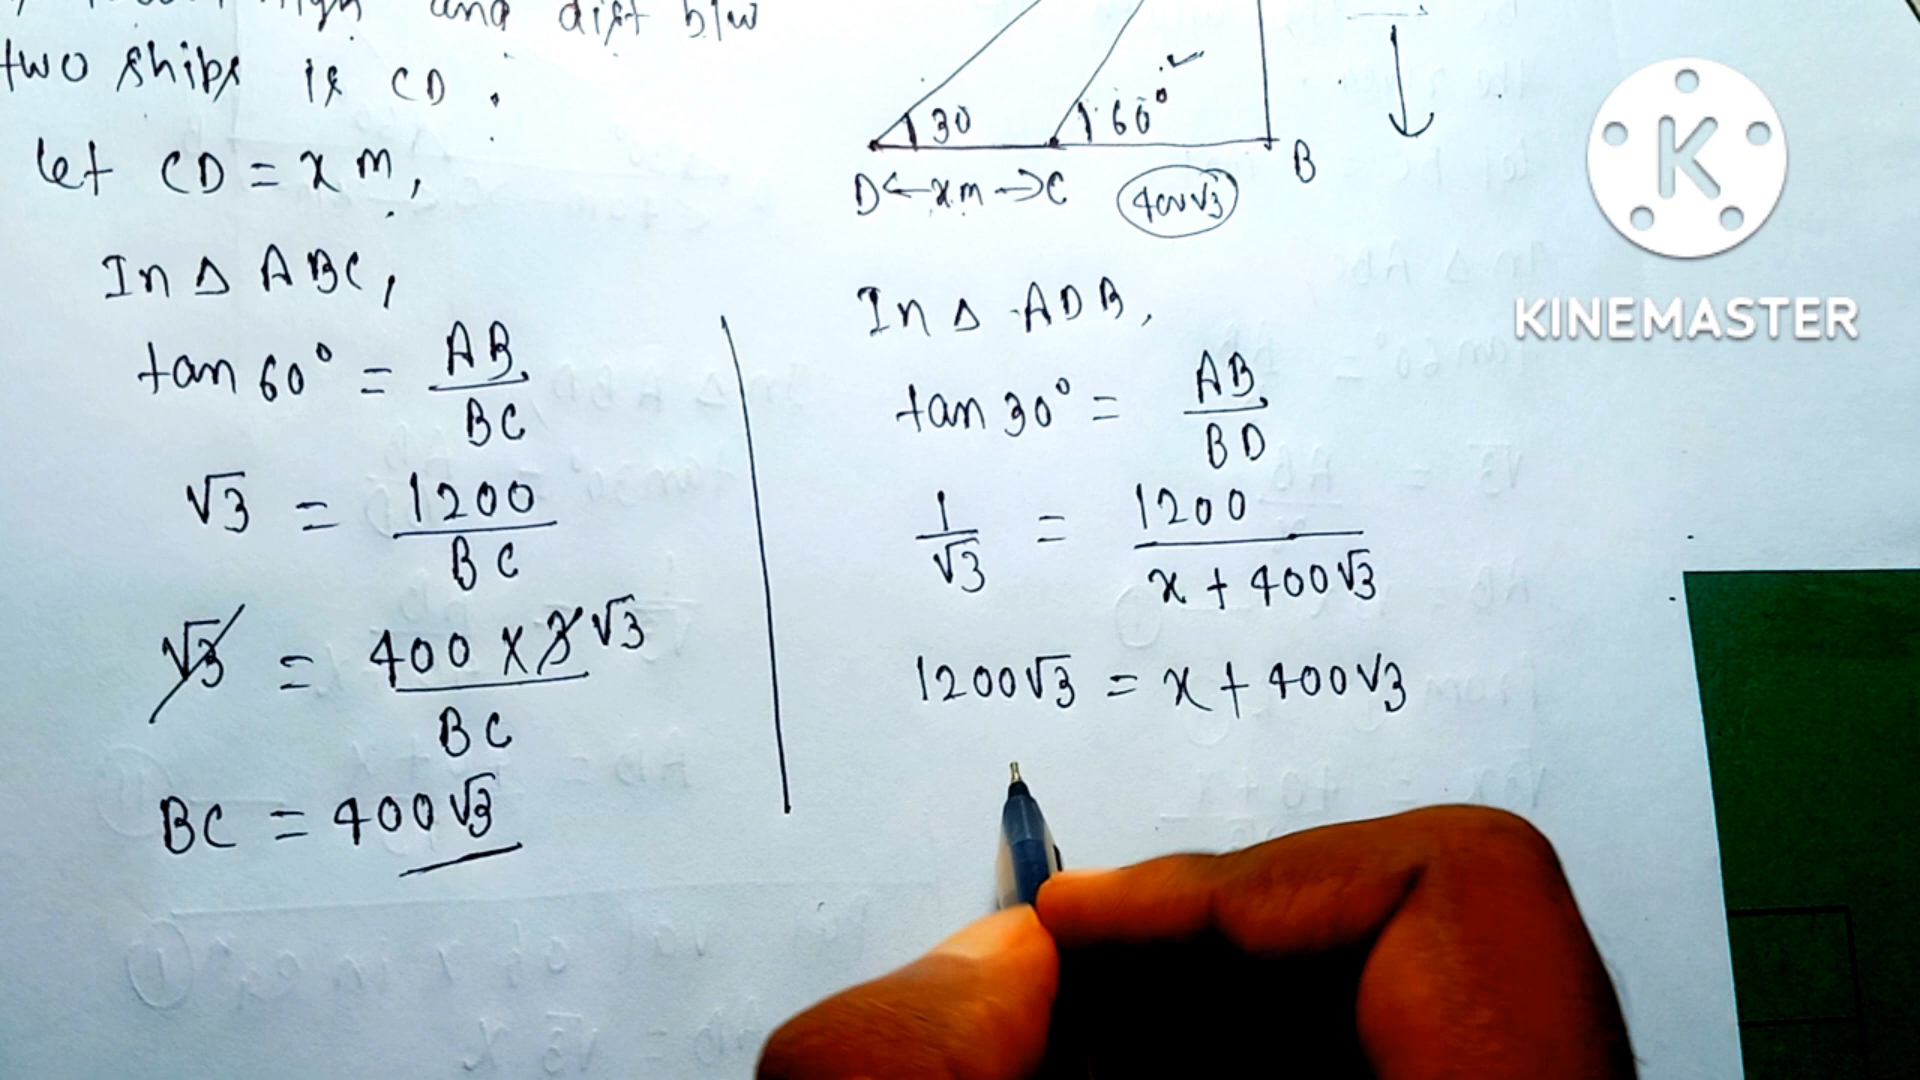 and dist b/w
two ships is CD.
let CD = x m,
In Δ ABC,
tan 60° = AB / BC
√3 = 1200 / BC
√3 = 400 × 3 √3 / BC
BC = 400√3
30 60°
D ← x m → C 400√3 B
In Δ ADB,
tan 30° = AB / BD
1 / √3 = 1200 / x + 400√3
1200√3 = x + 400√3
K
KINEMASTER